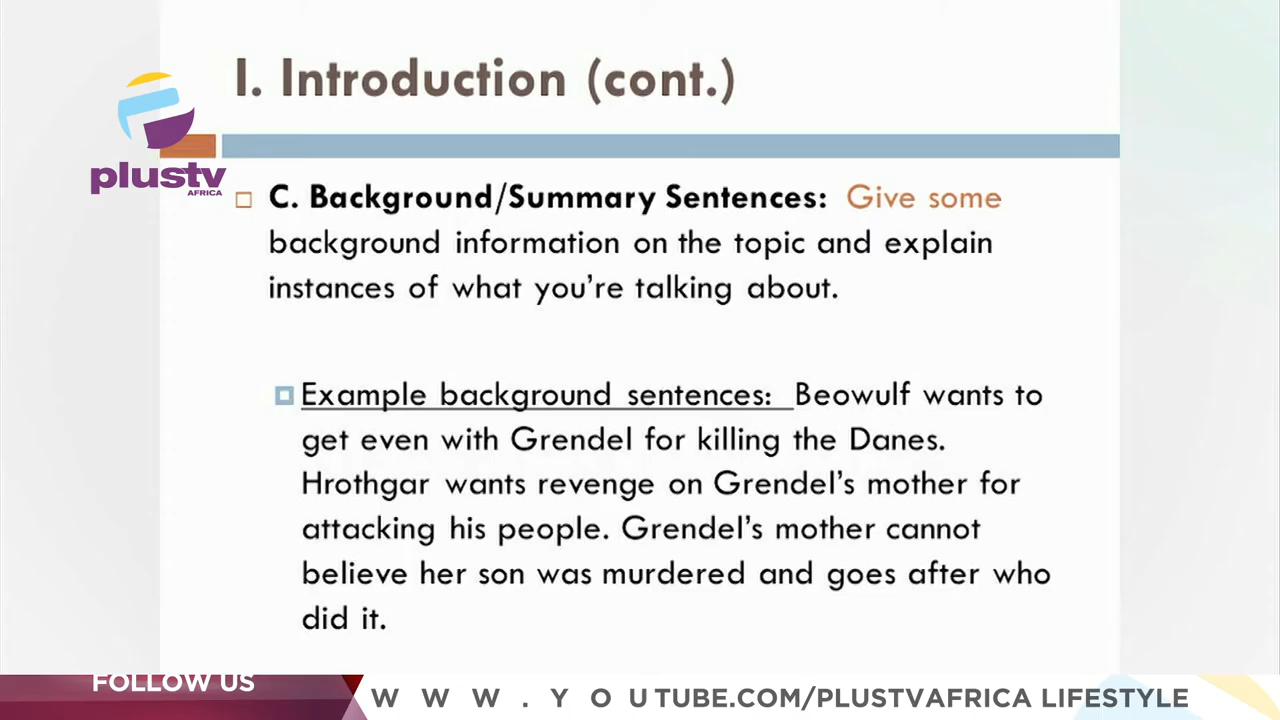 I. Introduction (cont.)
plustv
AFRICA
C. Background/Summary Sentences: Give some
background information on the topic and explain
instances of what you're talking about.
Example background sentences: Beowulf wants to
get even with Grendel for killing the Danes.
Hrothgar wants revenge on Grendel's mother for
attacking his people. Grendel's mother cannot
believe her son was murdered and goes after who
did it.
FOLLOW US
WWW.YOUTUBE.COM/PLUSTVAFRICA LIFESTYLE